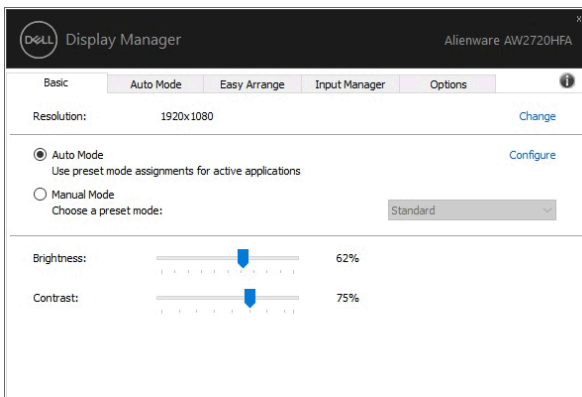 DELL Display Manager Alienware AW2720HFA
Basic Auto Mode Easy Arrange Input Manager Options
Resolution: 1920x1080 Change
Auto Mode Configure
Use preset mode assignments for active applications
Manual Mode
Choose a preset mode: Standard
Brightness: 62%
Contrast: 75%